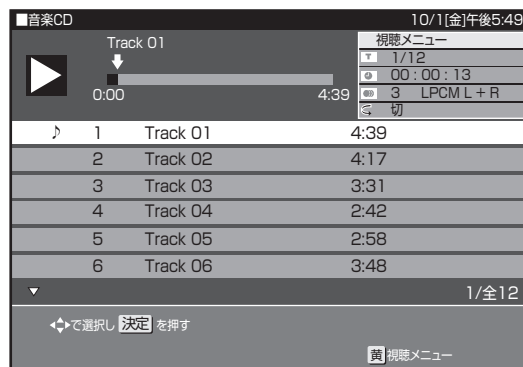 ■音楽CD 10/1[金]午後5:49
Track 01
0:00 4:39
視聴メニュー
T 1/12
00:00:13
3 LPCM L+R
切
♪ 1 Track 01 4:39
2 Track 02 4:17
3 Track 03 3:31
4 Track 04 2:42
5 Track 05 2:58
6 Track 06 3:48
▼ 1/全12
で選択し 決定 を押す
黄 視聴メニュー